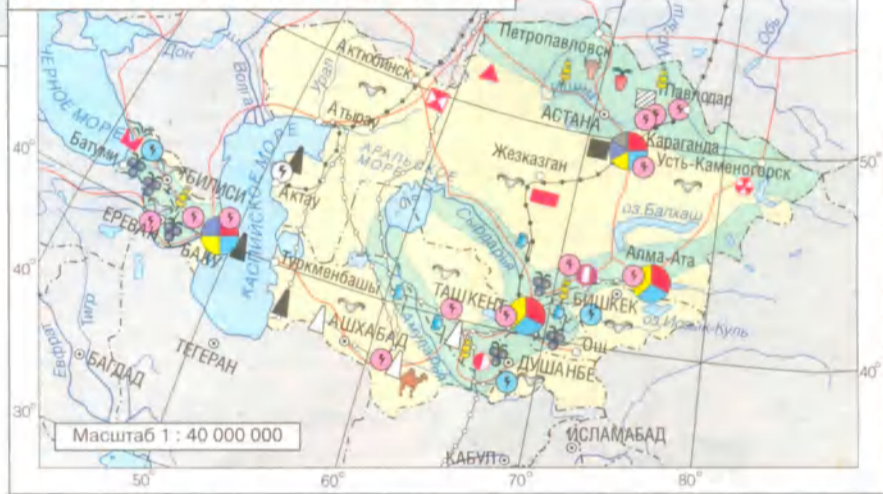 Петропавловск
Иртыш
Обь
Дон
Волга
Урал
Актюбинск
Ишим
Павлодар
ЧЕРНОЕ МОРЕ
Атырау
АСТАНА
Караганда
40°
50°
Батуми
АРАЛЬСКОЕ МОРЕ
Жезказган
Усть-Каменогорск
ТБИЛИСИ
КАСПИЙСКОЕ МОРЕ
Актау
ЕРЕВАН
Сырдарья
оз.Балхаш
БАКУ
Алма-Ата
40°
Туркменбашы
ТАШКЕНТ
БИШКЕК
Тигр
АШХАБАД
Амударья
оз.Иссык-Куль
Евфрат
Ош
БАГДАД
ТЕГЕРАН
ДУШАНБЕ
40°
30°
Масштаб 1 : 40 000 000
ИСЛАМАБАД
КАБУЛ
50°
60°
70°
80°